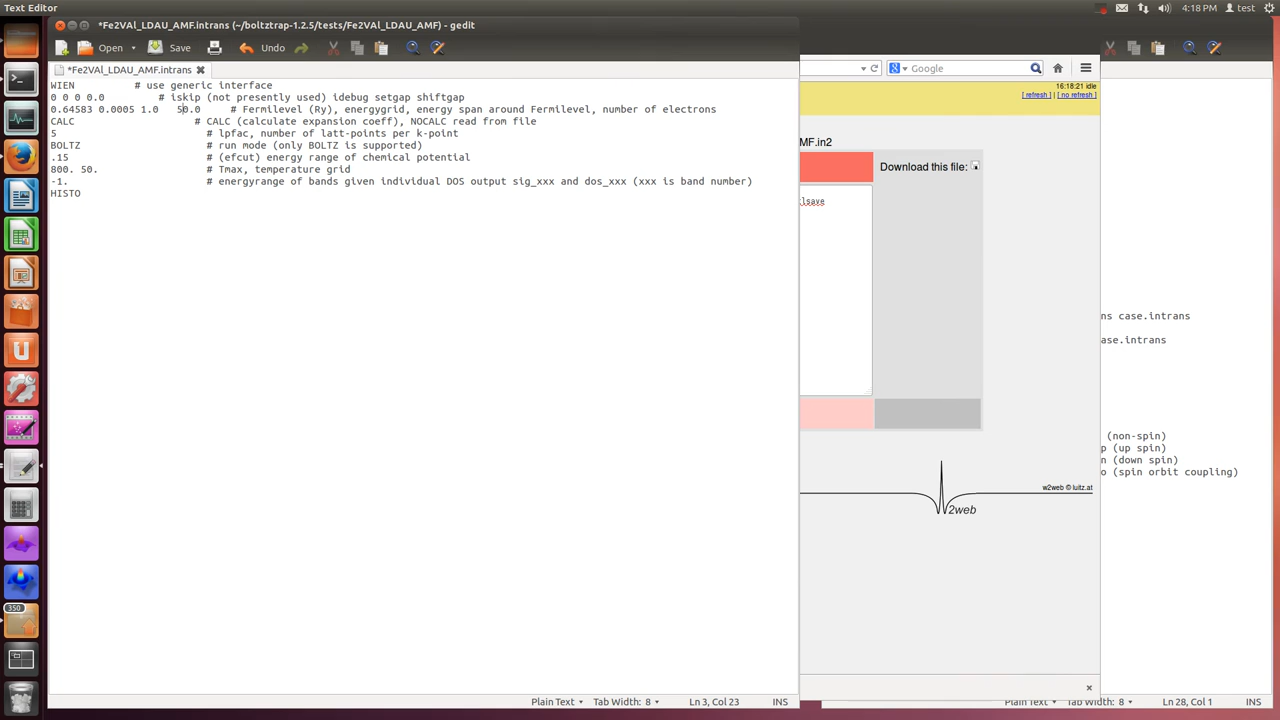 Text Editor
4:18 PM
test
*Fe2VAl_LDAU_AMF.intrans (~/boltztrap-1.2.5/tests/Fe2VAl_LDAU_AMF) - gedit
Open
Save
Undo
*Fe2VAl_LDAU_AMF.intrans
WIEN # use generic interface
0 0 0 0.0 # iskip (not presently used) idebug setgap shiftgap
0.64583 0.0005 1.0 50.0 # Fermilevel (Ry), energygrid, energy span around Fermilevel, number of electrons
CALC # CALC (calculate expansion coeff), NOCALC read from file
5 # lpfac, number of latt-points per k-point
BOLTZ # run mode (only BOLTZ is supported)
.15 # (efcut) energy range of chemical potential
800. 50. # Tmax, temperature grid
-1. # energyrange of bands given individual DOS output sig_xxx and dos_xxx (xxx is band number)
HISTO
Google
16:18:21 idle
[ refresh ] [ no refresh ]
MF.in2
Download this file:
lsave
ns case.intrans
ase.intrans
(non-spin)
p (up spin)
n (down spin)
o (spin orbit coupling)
w2web © luitz.at
2web
350
Plain Text
Tab Width: 8
Ln 3, Col 23
INS
Plain Text
Tab Width: 8
Ln 28, Col 1
INS